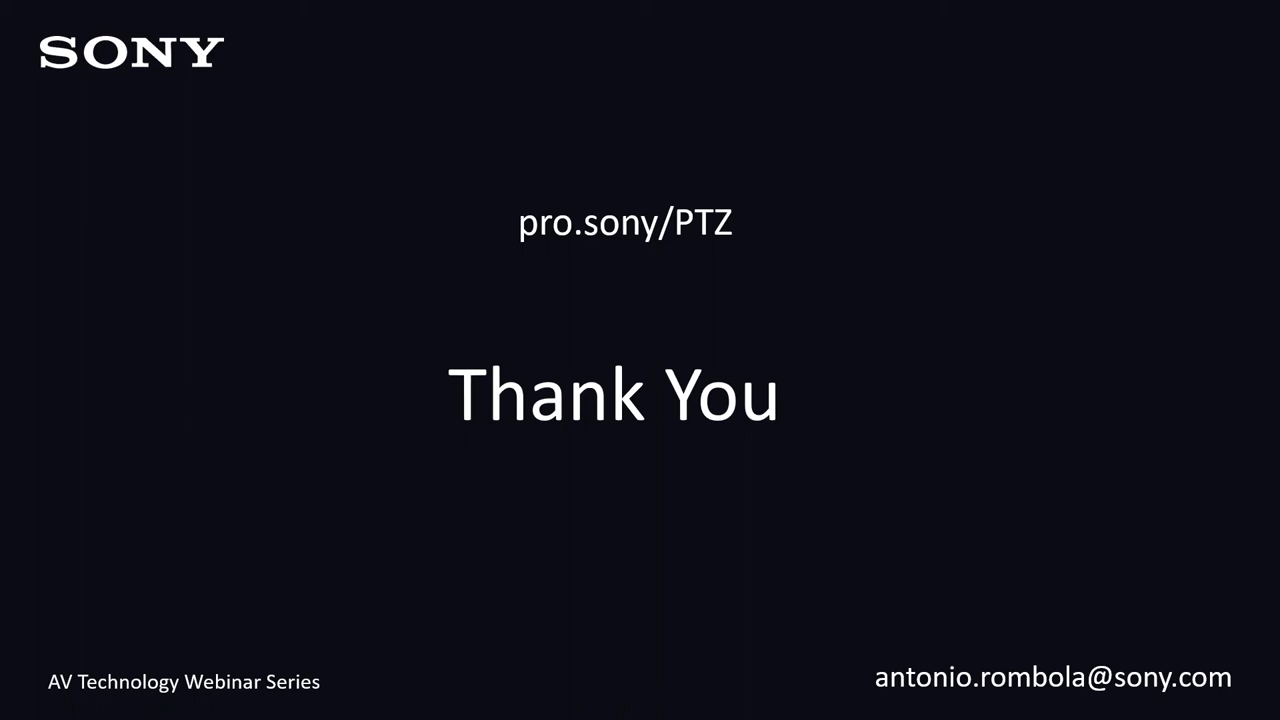 SONY
pro.sony/PTZ
Thank You
AV Technology Webinar Series
antonio.rombola@sony.com